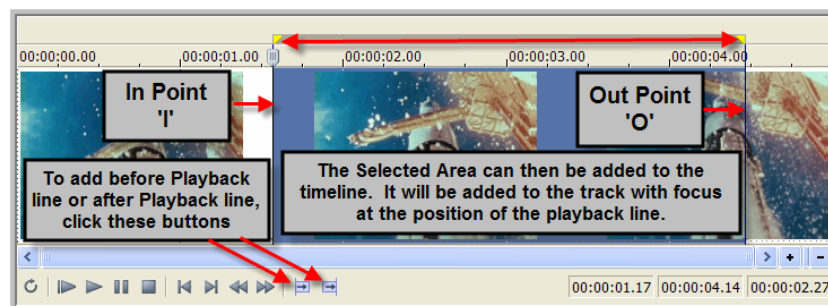 00:00:00.00 00:00:01.00 00:00:02.00 00:00:03.00 00:00:04.00
In Point
'I'
Out Point
'O'
To add before Playback
line or after Playback line,
click these buttons
The Selected Area can then be added to the
timeline. It will be added to the track with focus
at the position of the playback line.
00:00:01.17 00:00:04.14 00:00:02.27